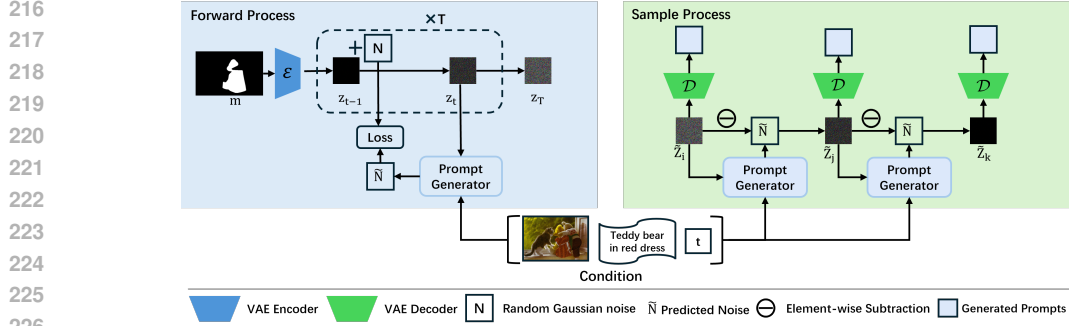 216
217
218
219
220
221
222
223
224
225
226
Forward Process
×T
+ N
ℰ
m
z_{t−1}
z_t
z_T
Loss
Ñ
Prompt
Generator
Sample Process
𝒟
𝒟
𝒟
Ñ
Ñ
Z̃_i
Z̃_j
Z̃_k
Prompt
Generator
Prompt
Generator
Teddy bear
in red dress
t
Condition
VAE Encoder
VAE Decoder
N Random Gaussian noise
Ñ Predicted Noise
Element-wise Subtraction
Generated Prompts